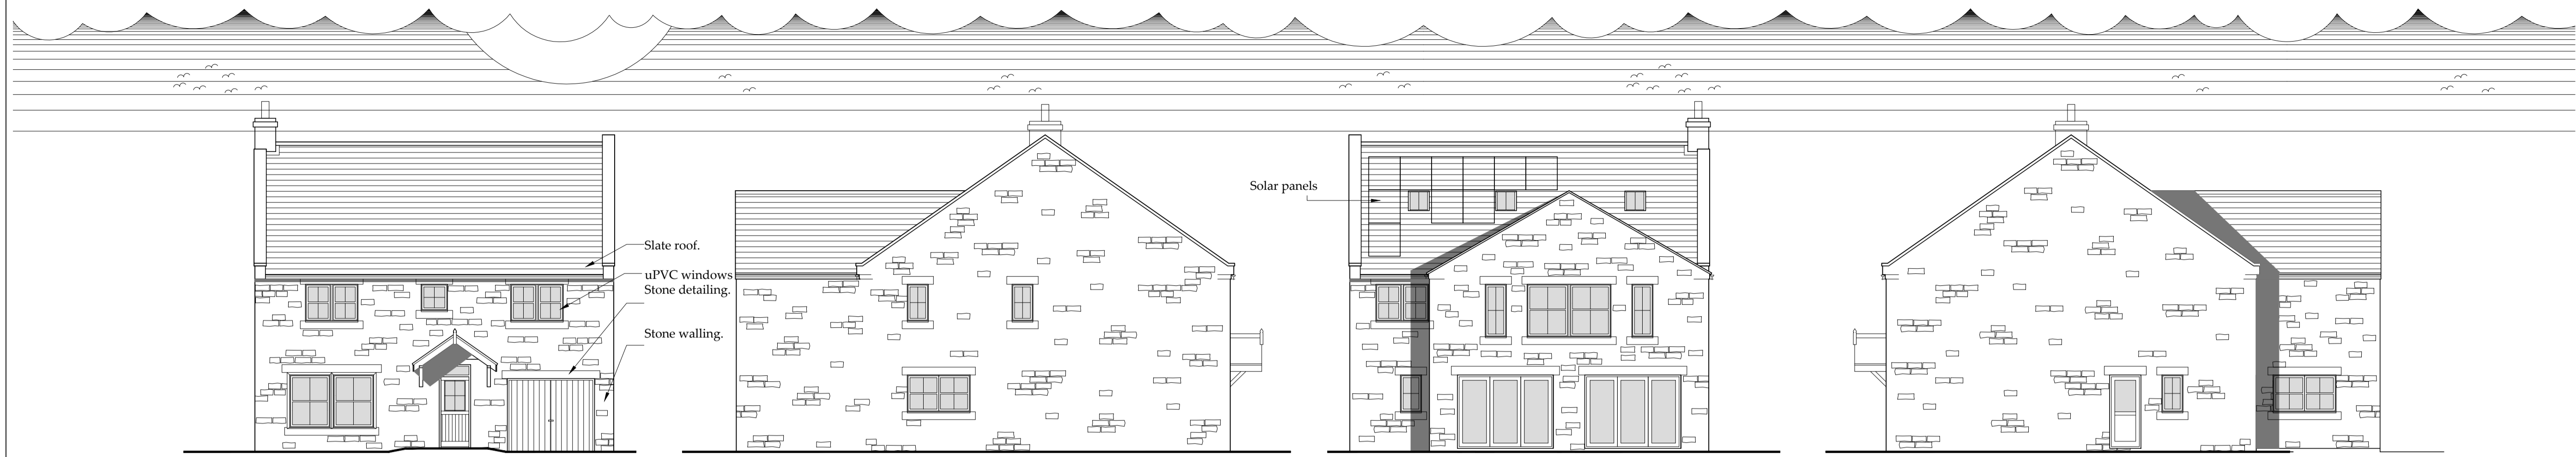 Slate roof.
uPVC windows
Stone detailing.
Stone walling.
Solar panels